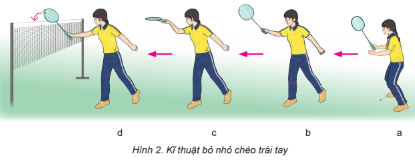 d c b a
Hình 2. Kĩ thuật bỏ nhỏ chéo trái tay